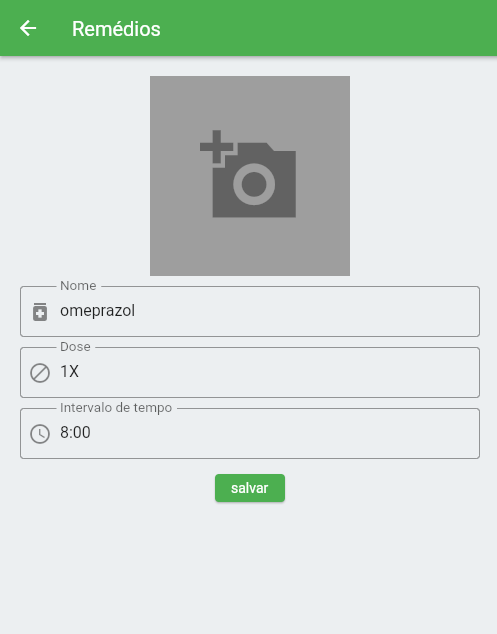 Remédios
Nome
omeprazol
Dose
1X
Intervalo de tempo
8:00
salvar